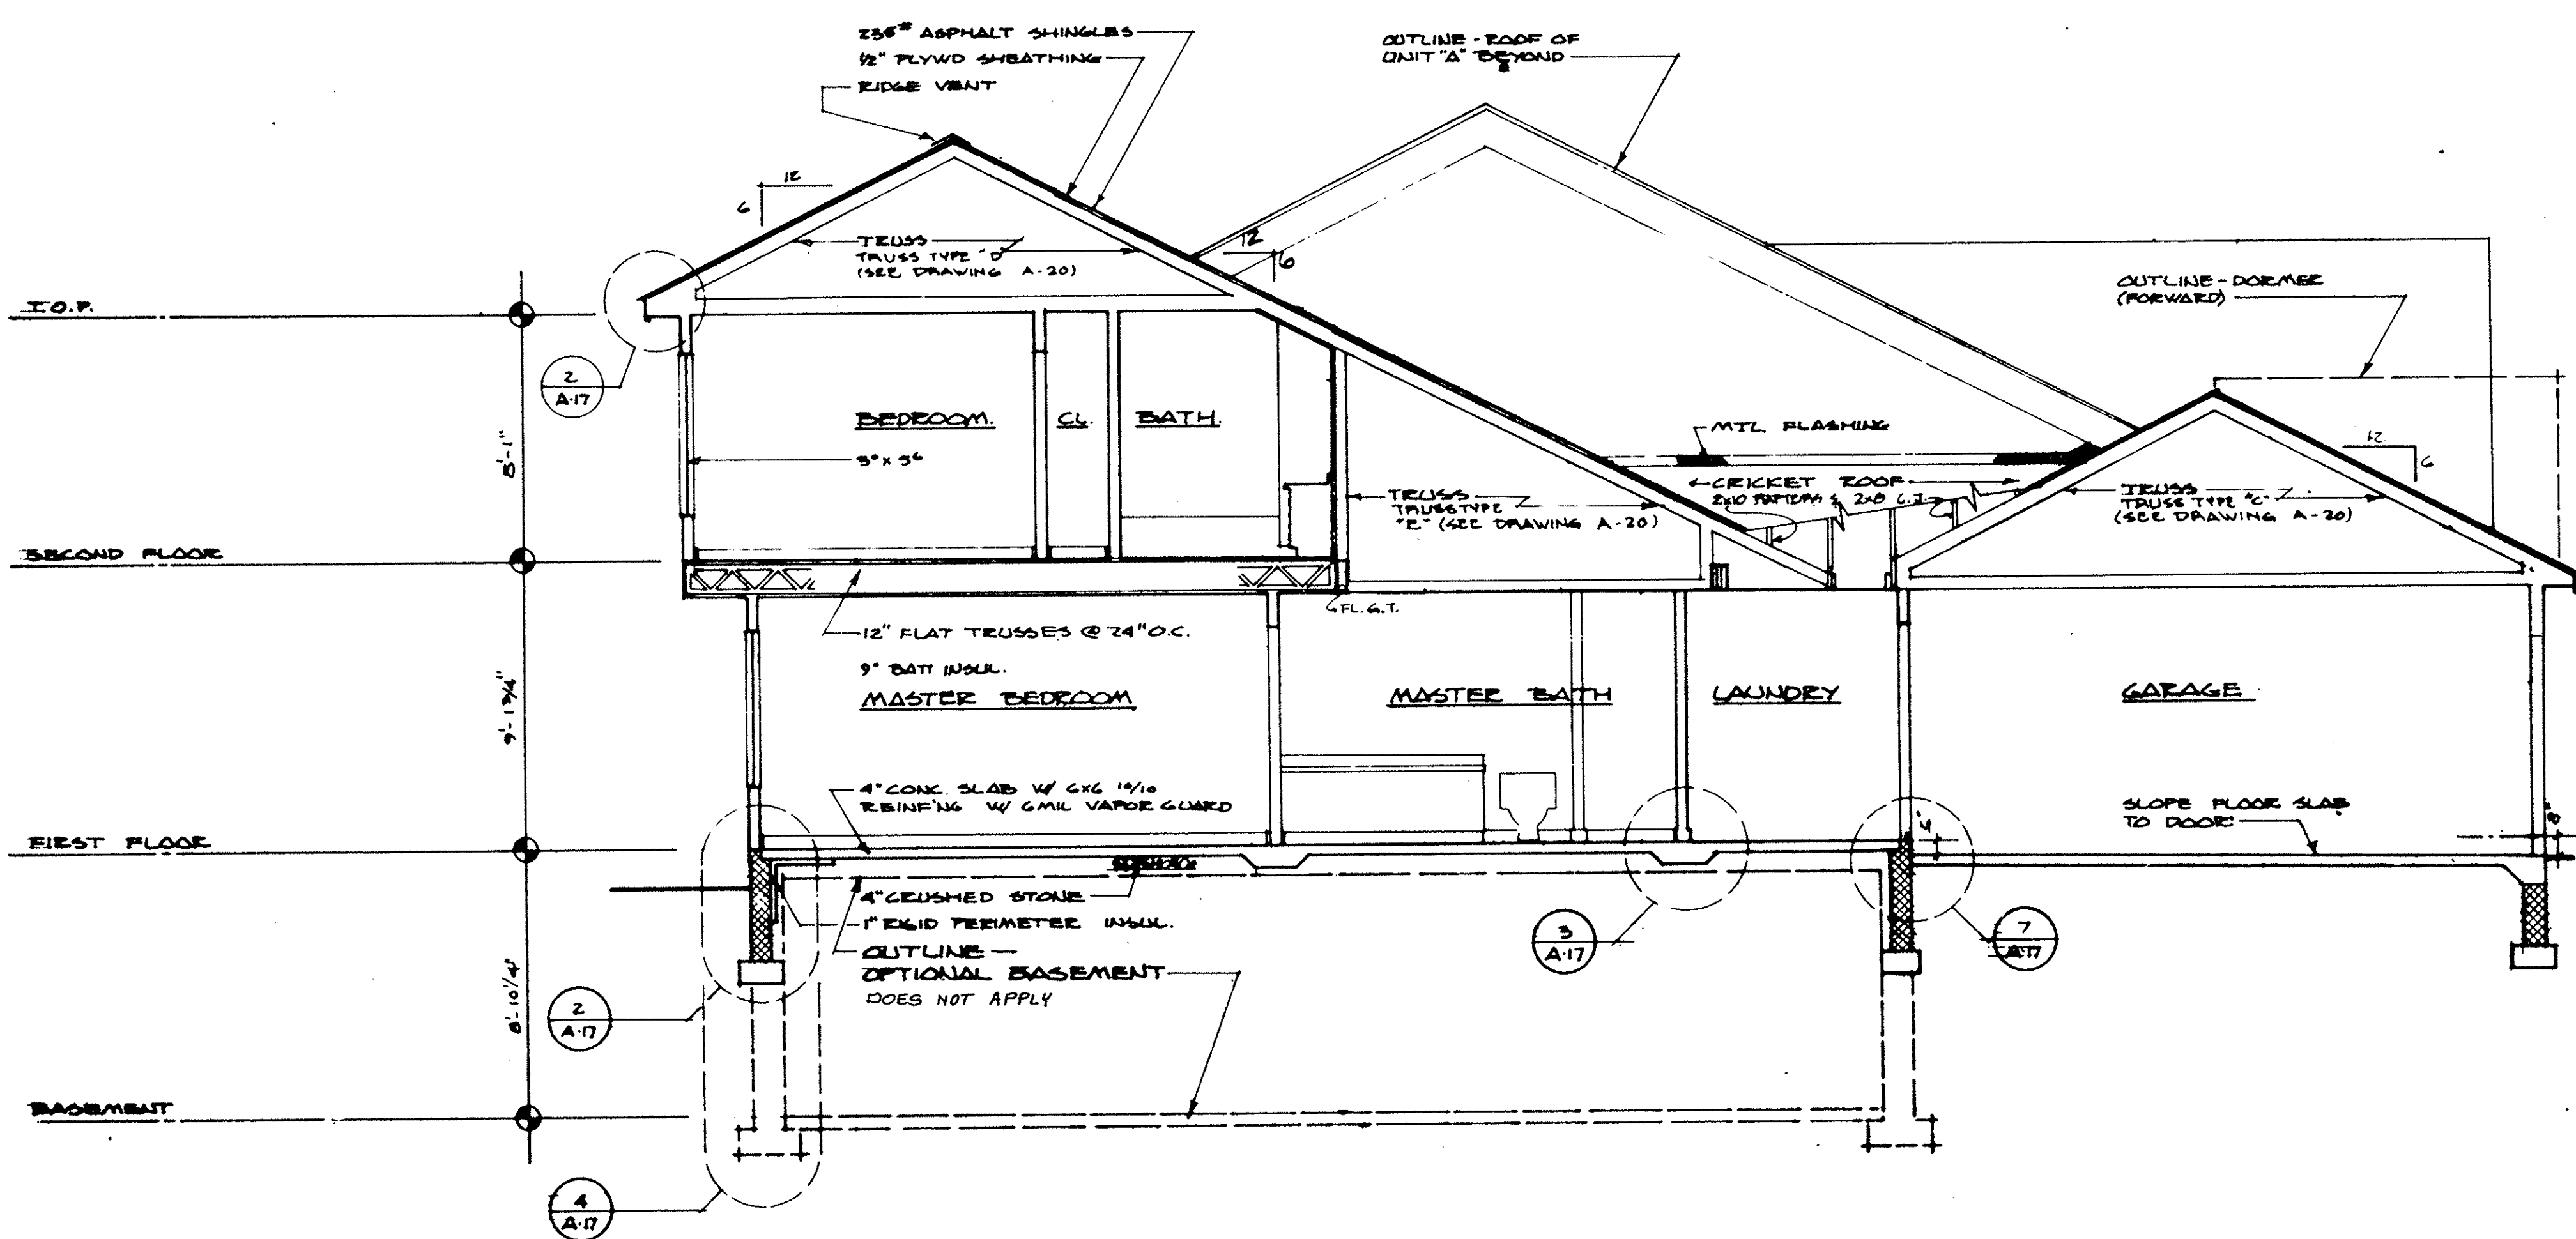 235# ASPHALT SHINGLES
1/2" PLYWD SHEATHING
RIDGE VENT
OUTLINE - ROOF OF
UNIT "A" BEYOND
12
6
TRUSS
TRUSS TYPE "D"
(SEE DRAWING A-20)
12
6
OUTLINE - DORMER
(FORWARD)
T.O.P.
2
A-17
8'-1"
BEDROOM.
CL.
BATH.
MTL FLASHING
CRICKET ROOF
2x10 RAFTERS & 2x8 C.J.
12
6
TRUSS
TRUSS TYPE "E" (SEE DRAWING A-20)
TRUSS
TRUSS TYPE "C"
(SEE DRAWING A-20)
SECOND FLOOR
FL. G.T.
12" FLAT TRUSSES @ 24" O.C.
9" BATT INSUL.
9'-1 3/4"
MASTER BEDROOM
MASTER BATH
LAUNDRY
GARAGE
4" CONC. SLAB W/ 6X6 10/10
REINF'NG W/ 6MIL VAPOR GUARD
SLOPE FLOOR SLAB
TO DOOR
8"
FIRST FLOOR
4" CRUSHED STONE
1" RIGID PERIMETER INSUL.
OUTLINE -
OPTIONAL BASEMENT
DOES NOT APPLY
3
A-17
7
A-17
2
A-17
8'-10 1/4"
BASEMENT
4
A-17